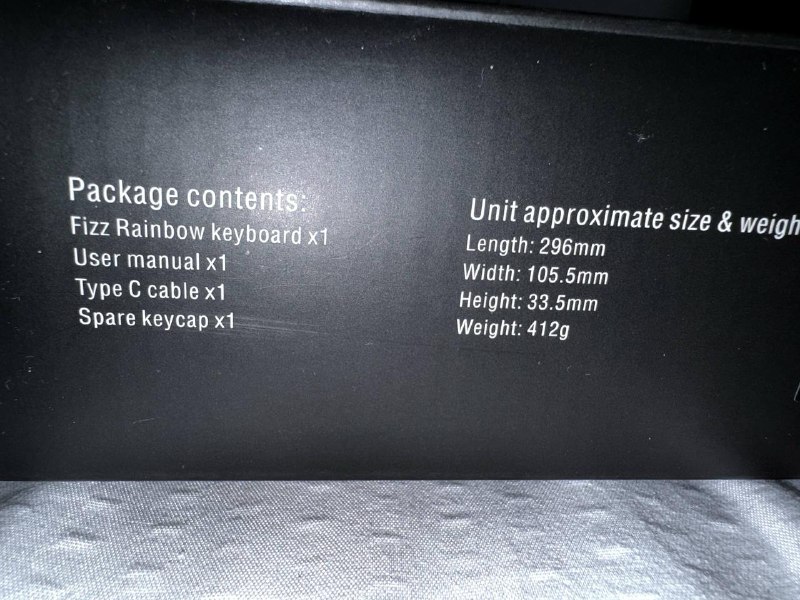 Package contents:
Fizz Rainbow keyboard x1
User manual x1
Type C cable x1
Spare keycap x1
Unit approximate size & weigh
Length: 296mm
Width: 105.5mm
Height: 33.5mm
Weight: 412g